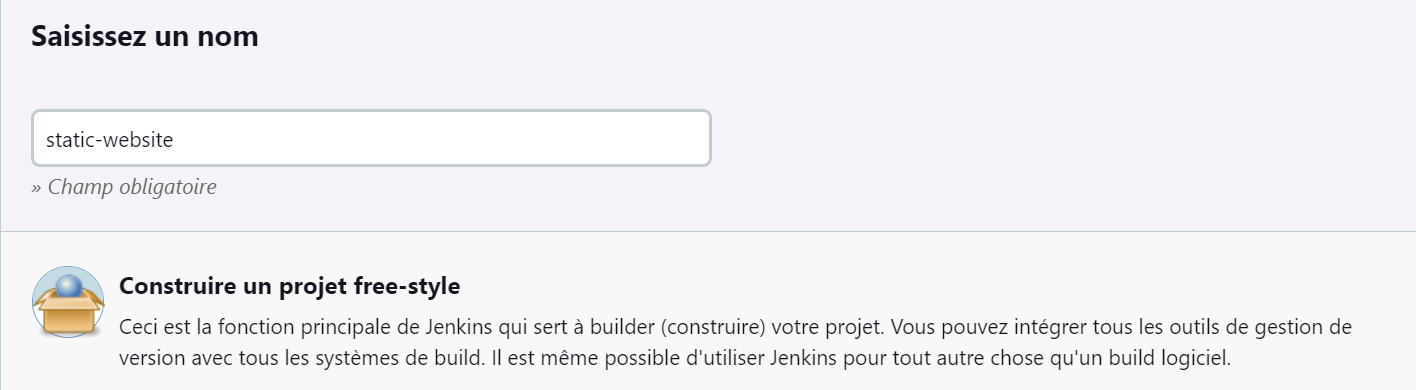 Saisissez un nom
static-website
» Champ obligatoire
Construire un projet free-style
Ceci est la fonction principale de Jenkins qui sert à builder (construire) votre projet. Vous pouvez intégrer tous les outils de gestion de
version avec tous les systèmes de build. Il est même possible d'utiliser Jenkins pour tout autre chose qu'un build logiciel.